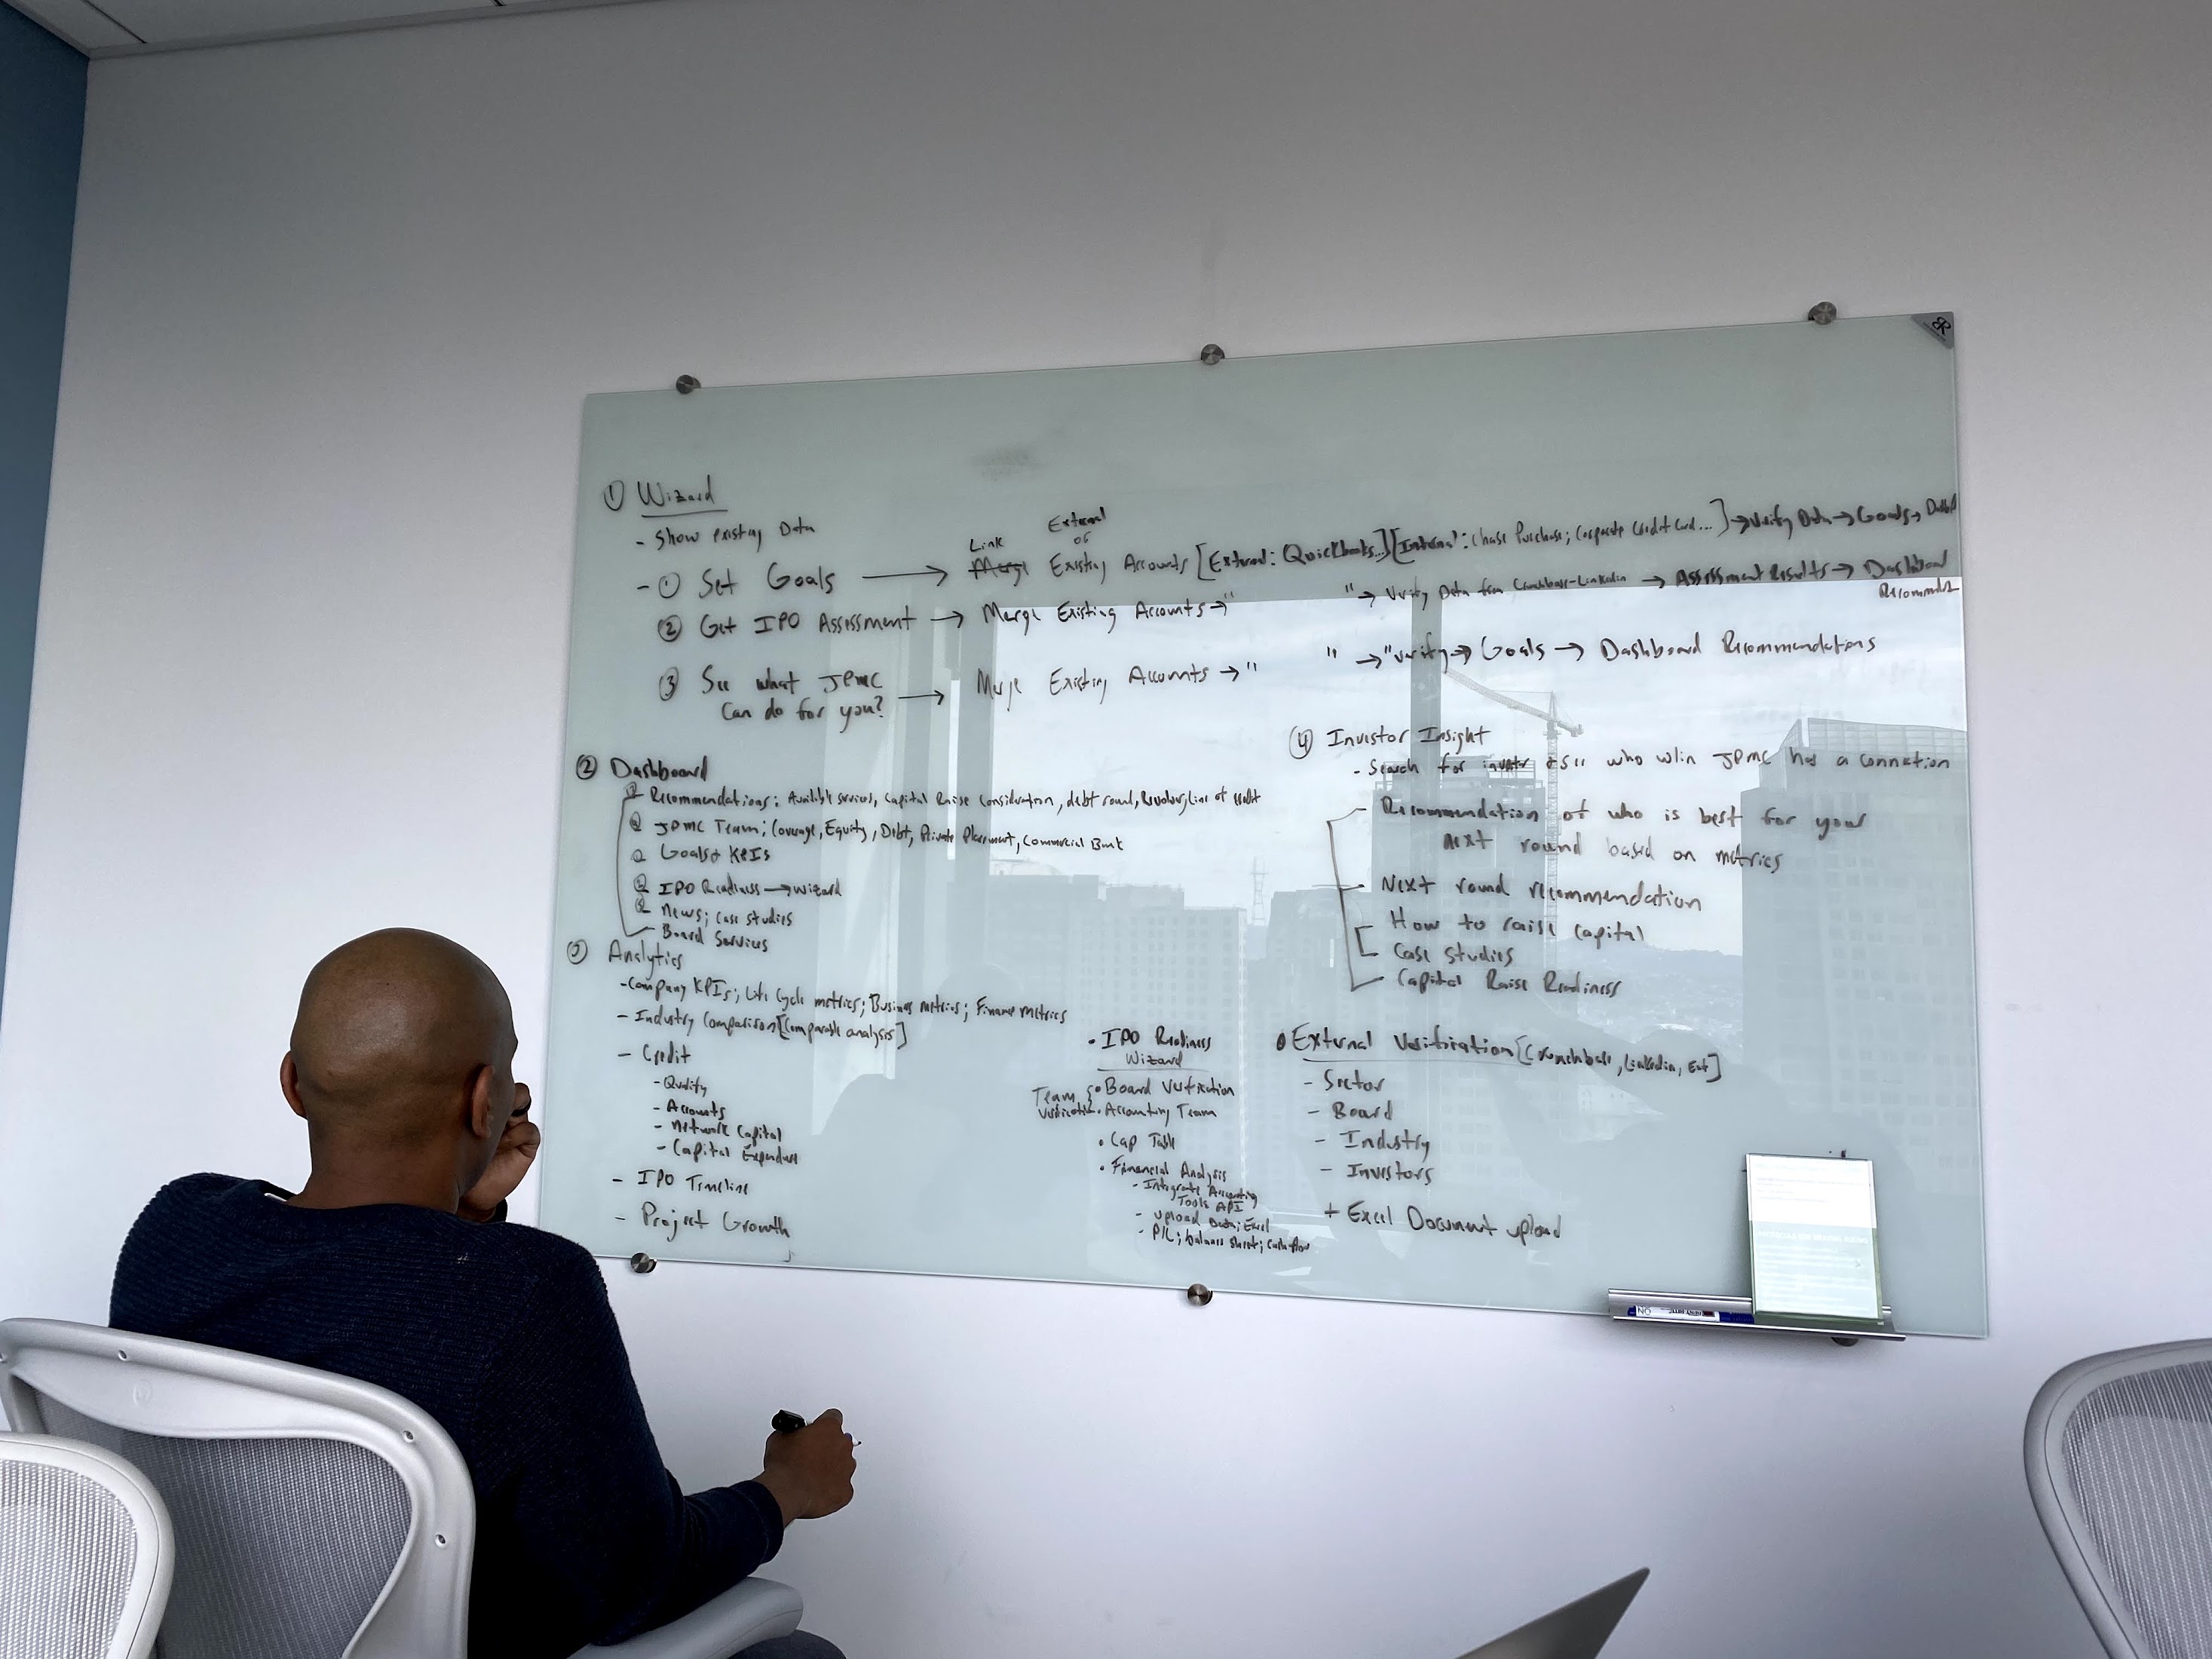 ① Wizard
- Show existing Data
- ① Set Goals → Link Merge External or Existing Accounts [External: Quickbooks...] [Internal: Chase Purchase; Corporate Credit Card...] → Verify Data → Goals →
② Get IPO Assessment → Merge Existing Accounts → " " → Verify Data from Crunchbase-Linkedin → Assessment Results → Dashboard
③ See what JPMC → Merge Existing Accounts → " " → "verify → Goals → Dashboard Recommendations
can do for you?
② Dashboard
Recommendations: Available services, Capital Raise Consideration, debt round, Revolver, Line of credit
JPMC Team; Coverage, Equity, Debt, Private Placement, Commercial Bank
Goals & KPIs
IPO Readiness → wizard
News; case studies
Board Services
③ Analytics
- Company KPIs; Life Cycle metrics; Business metrics; Finance metrics
- Industry Comparison [Comparable analysis]
- Credit
- Quality
- Accounts
- Network Capital
- Capital
- IPO Timeline
- Project Growth
④ Investor Insight
- Search for investor & see who w/in JPMC has a
- Recommendation of who is best for your
next round based on metrics
- Next round recommendation
How to raise capital
Case studies
- Capital Raise Readiness
• IPO Readiness
Wizard
Team { • Board Verification
• Accounting Team
• Cap Table
• Financial Analysis
- Integrate Accounting
Tools API
- Upload Data; Excel
- P/L; balance sheet; cash flow
• External Verification [Crunchbase, Linkedin,
- Sector
- Board
- Industry
- Investors
+ Excel Document upload